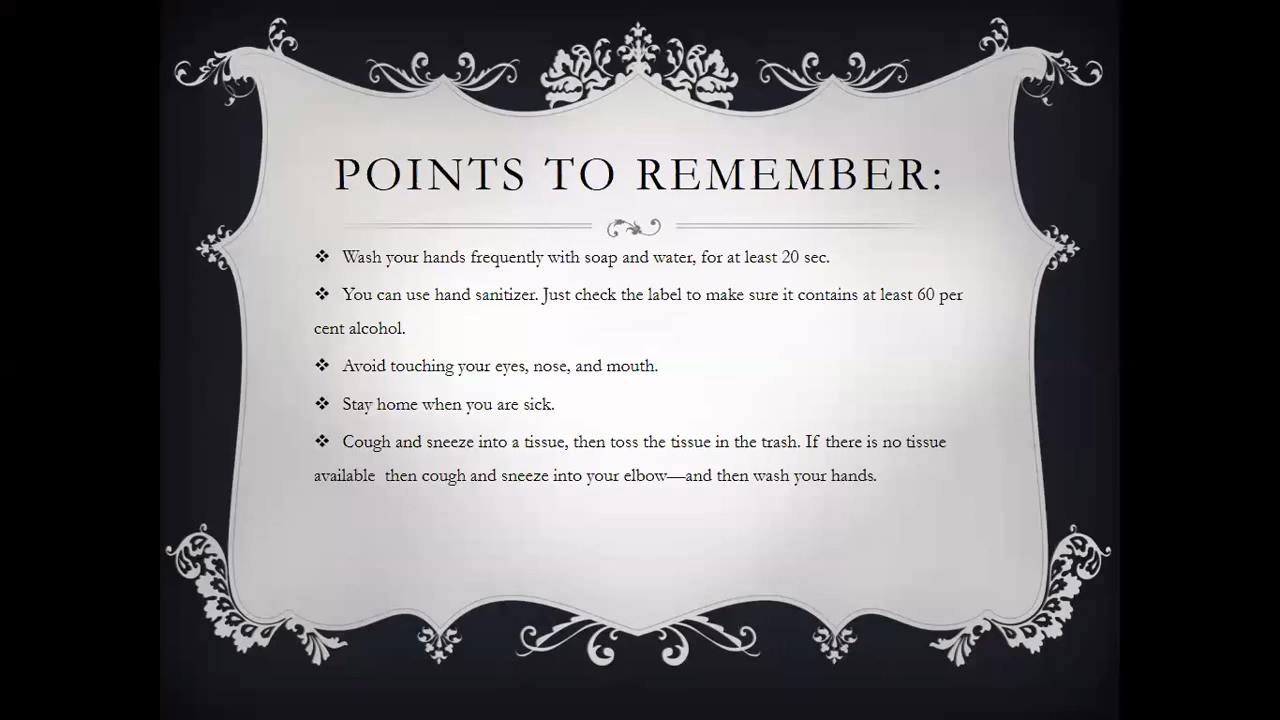 POINTS TO REMEMBER:
❖ Wash your hands frequently with soap and water, for at least 20 sec.
❖ You can use hand sanitizer. Just check the label to make sure it contains at least 60 per
cent alcohol.
❖ Avoid touching your eyes, nose, and mouth.
❖ Stay home when you are sick.
❖ Cough and sneeze into a tissue, then toss the tissue in the trash. If there is no tissue
available  then cough and sneeze into your elbow—and then wash your hands.